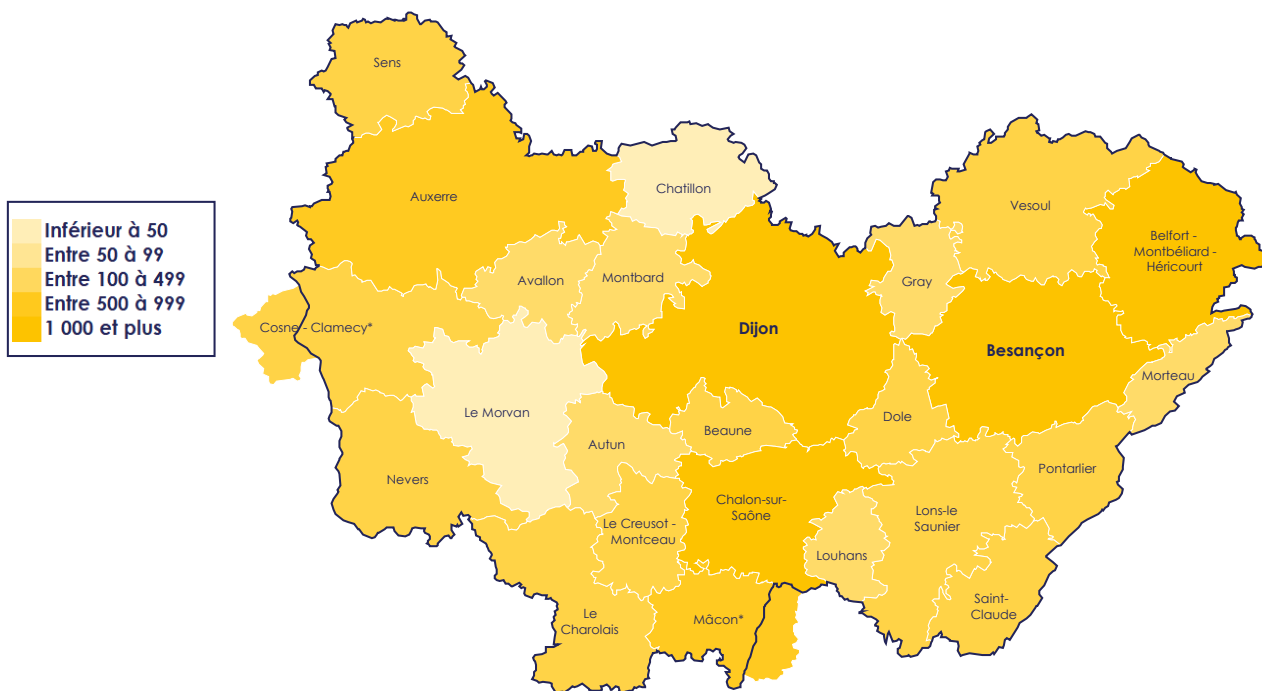 Sens
Auxerre
Chatillon
Vesoul
Belfort -
Montbéliard -
Héricourt
Inférieur à 50
Entre 50 à 99
Entre 100 à 499
Entre 500 à 999
1 000 et plus
Avallon
Montbard
Gray
Cosne - Clamecy*
Dijon
Besançon
Morteau
Le Morvan
Autun
Beaune
Dole
Nevers
Pontarlier
Le Creusot -
Montceau
Chalon-sur-
Saône
Lons-le
Saunier
Louhans
Le
Charolais
Mâcon*
Saint-
Claude